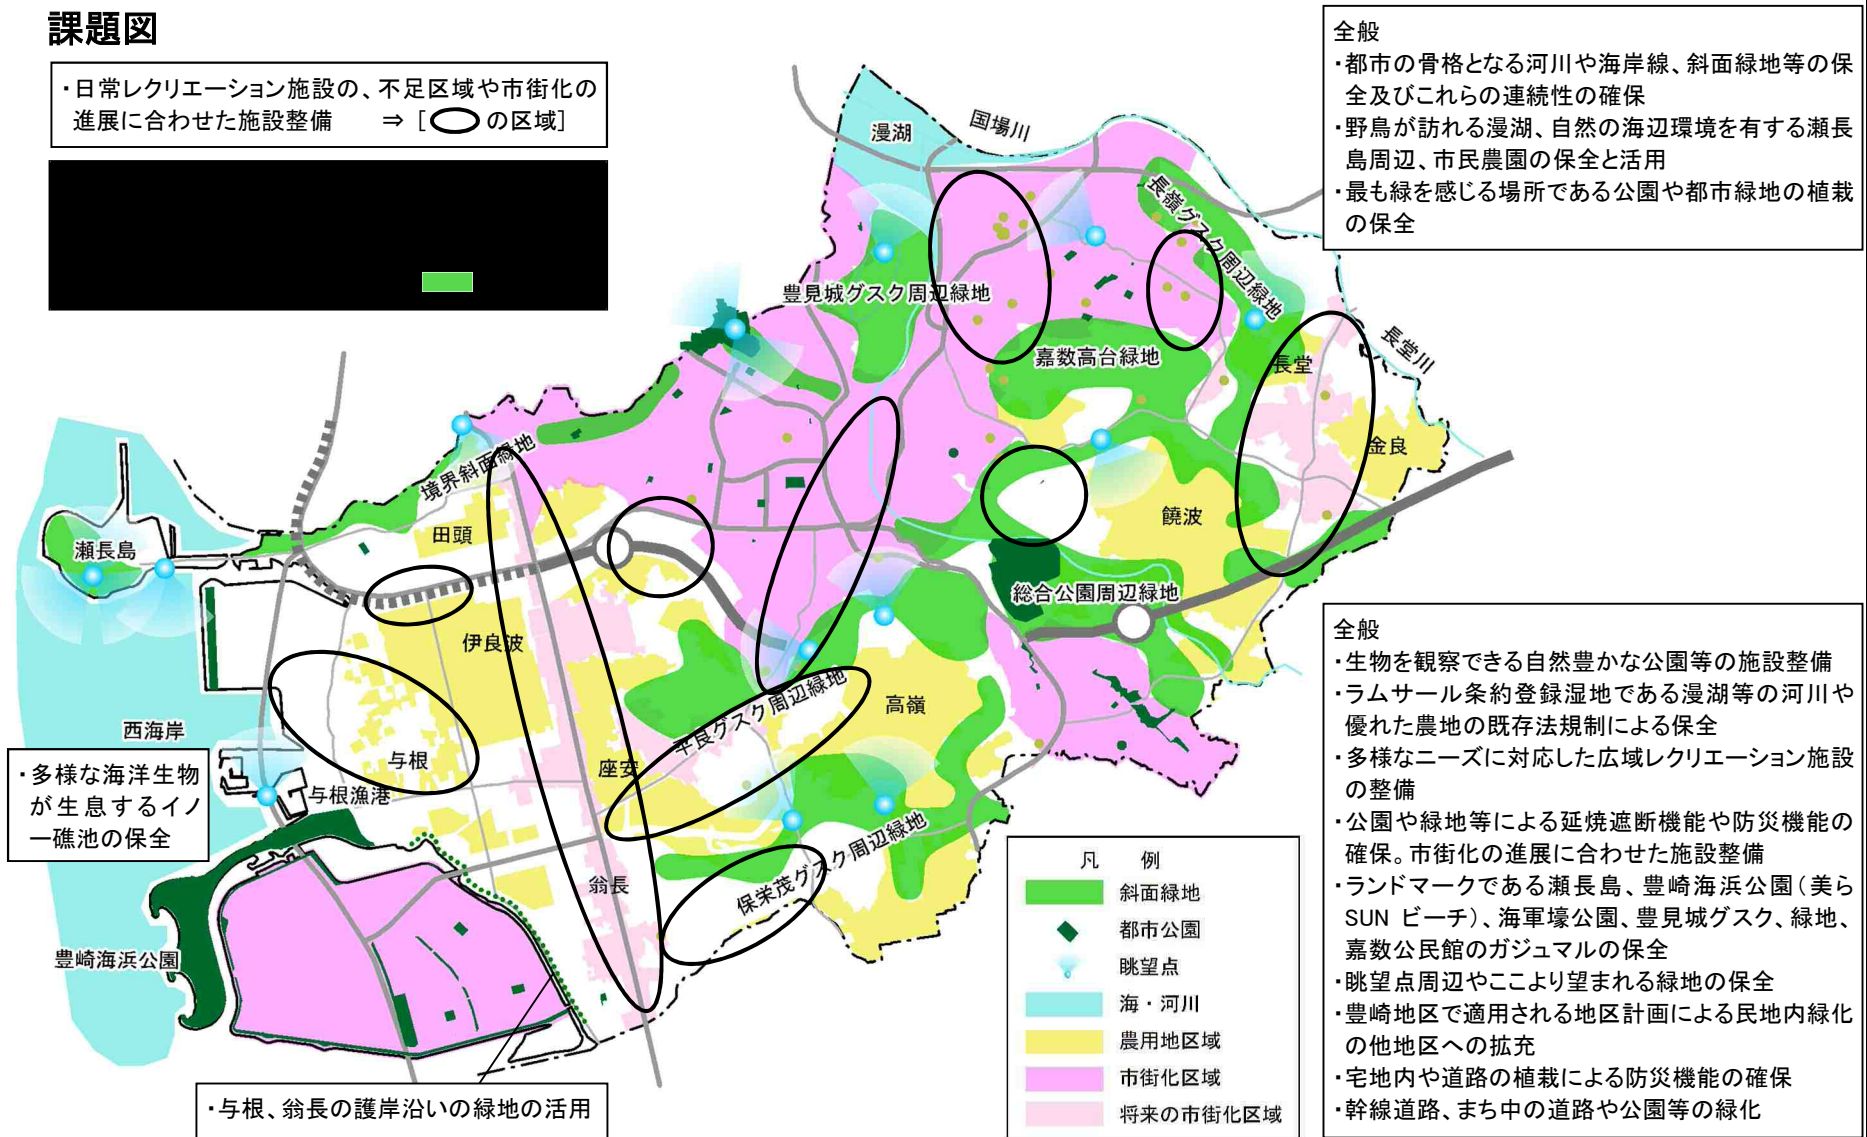 課題図
・日常レクリエーション施設の、不足区域や市街化の
進展に合わせた施設整備　⇒ [ の区域]
全般
・都市の骨格となる河川や海岸線、斜面緑地等の保
全及びこれらの連続性の確保
・野鳥が訪れる漫湖、自然の海辺環境を有する瀬長
島周辺、市民農園の保全と活用
・最も緑を感じる場所である公園や都市緑地の植栽
の保全
漫湖
国場川
長嶺グスク周辺緑地
豊見城グスク周辺緑地
嘉数高台緑地
長堂
長堂川
金良
境界斜面緑地
田頭
饒波
瀬長島
総合公園周辺緑地
伊良波
高嶺
平良グスク周辺緑地
西海岸
与根
座安
与根漁港
保栄茂グスク周辺緑地
翁長
豊崎海浜公園
・多様な海洋生物
が生息するイノ
ー礁池の保全
・与根、翁長の護岸沿いの緑地の活用
凡　例
斜面緑地
都市公園
眺望点
海・河川
農用地区域
市街化区域
将来の市街化区域
全般
・生物を観察できる自然豊かな公園等の施設整備
・ラムサール条約登録湿地である漫湖等の河川や
優れた農地の既存法規制による保全
・多様なニーズに対応した広域レクリエーション施設
の整備
・公園や緑地等による延焼遮断機能や防災機能の
確保。市街化の進展に合わせた施設整備
・ランドマークである瀬長島、豊崎海浜公園（美ら
SUN ビーチ）、海軍壕公園、豊見城グスク、緑地、
嘉数公民館のガジュマルの保全
・眺望点周辺やここより望まれる緑地の保全
・豊崎地区で適用される地区計画による民地内緑化
の他地区への拡充
・宅地内や道路の植栽による防災機能の確保
・幹線道路、まち中の道路や公園等の緑化